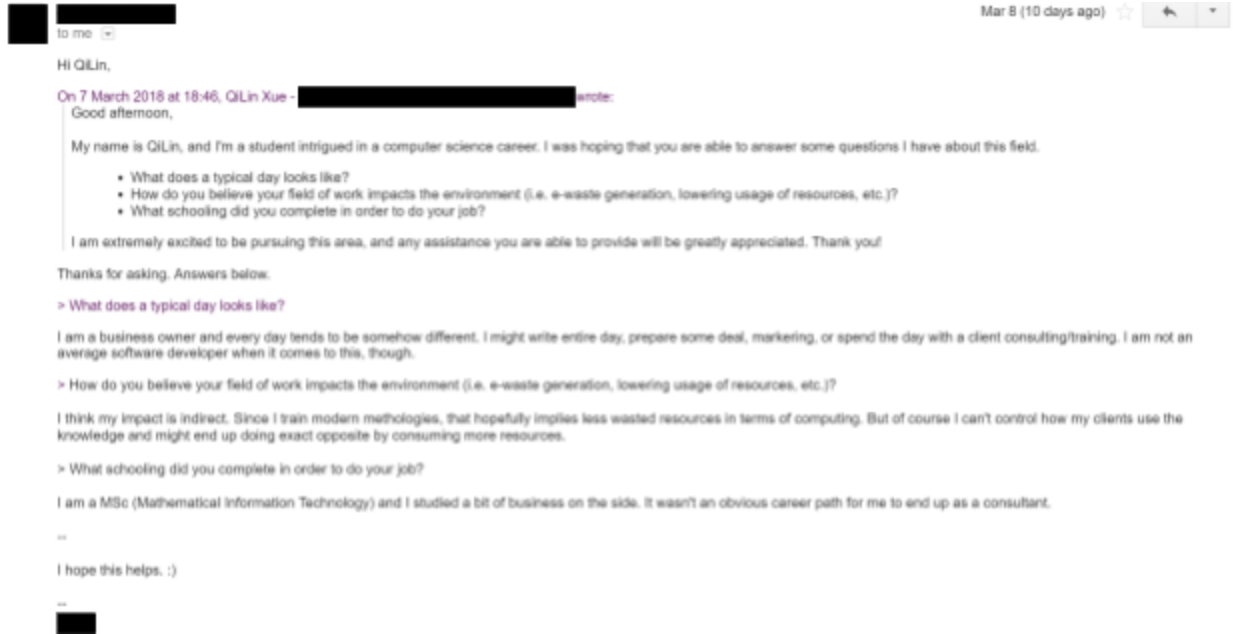 Mar 8 (10 days ago)
to me
Hi QiLin,
On 7 March 2018 at 18:46, QiLin Xue - wrote:
Good afternoon,
My name is QiLin, and I'm a student intrigued in a computer science career. I was hoping that you are able to answer some questions I have about this field.
• What does a typical day looks like?
• How do you believe your field of work impacts the environment (i.e. e-waste generation, lowering usage of resources, etc.)?
• What schooling did you complete in order to do your job?
I am extremely excited to be pursuing this area, and any assistance you are able to provide will be greatly appreciated. Thank you!
Thanks for asking. Answers below.
> What does a typical day looks like?
I am a business owner and every day tends to be somehow different. I might write entire day, prepare some deal, markering, or spend the day with a client consulting/training. I am not an
average software developer when it comes to this, though.
> How do you believe your field of work impacts the environment (i.e. e-waste generation, lowering usage of resources, etc.)?
I think my impact is indirect. Since I train modern methologies, that hopefully implies less wasted resources in terms of computing. But of course I can't control how my clients use the
knowledge and might end up doing exact opposite by consuming more resources.
> What schooling did you complete in order to do your job?
I am a MSc (Mathematical Information Technology) and I studied a bit of business on the side. It wasn't an obvious career path for me to end up as a consultant.
--
I hope this helps. :)
--